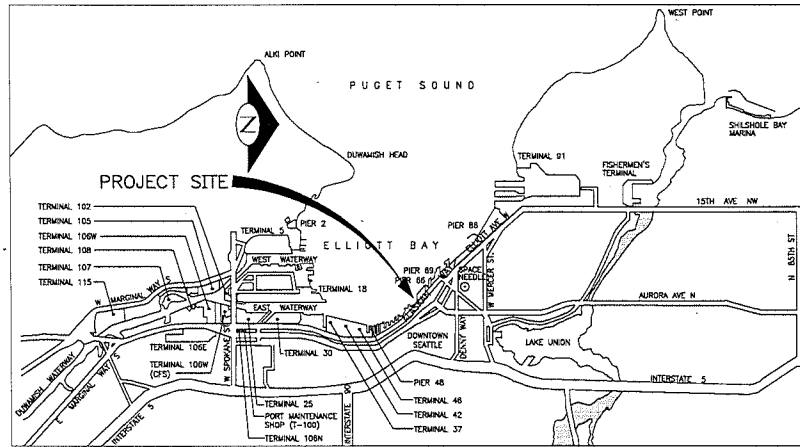 WEST POINT
ALKI POINT
PUGET SOUND
N
SHILSHOLE BAY
MARINA
DUWAMISH HEAD
TERMINAL 91
FISHERMEN'S
TERMINAL
PROJECT SITE
15TH AVE NW
TERMINAL 102
TERMINAL 105
TERMINAL 106W
TERMINAL 108
TERMINAL 107
TERMINAL 115
PIER 2
TERMINAL 5
ELLIOTT BAY
PIER 88
ELLIOTT AVE W
WEST WATERWAY
PIER 69
PIER 66
WAY
SPACE
NEEDLE
W MERCER ST
N 85TH ST
W MARGINAL WAY S
TERMINAL 18
AURORA AVE N
EAST WATERWAY
DOWNTOWN
SEATTLE
DENNY WAY
LAKE UNION
TERMINAL 106E
TERMINAL 106W
(CFS)
W SPOKANE ST
TERMINAL 30
PIER 48
INTERSTATE 5
DUWAMISH WATERWAY
E MARGINAL WAY S
INTERSTATE 5
TERMINAL 25
PORT MAINTENANCE
SHOP (T-100)
TERMINAL 106N
INTERSTATE 90
TERMINAL 46
TERMINAL 42
TERMINAL 37